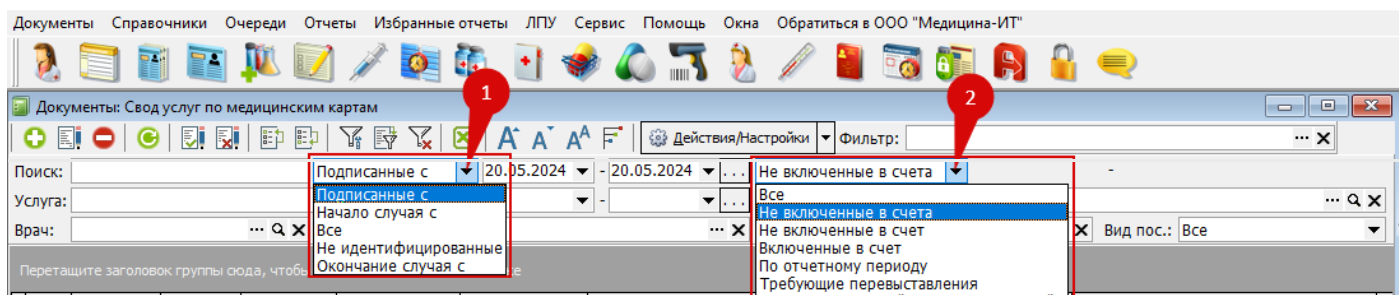 Документы Справочники Очереди Отчеты Избранные отчеты ЛПУ Сервис Помощь Окна Обратиться в ООО "Медицина-ИТ"
1
2
Документы: Свод услуг по медицинским картам
Действия/Настройки Фильтр:
Поиск: Подписанные с 20.05.2024 - 20.05.2024 ... Не включенные в счета -
Услуга: - ...
Врач: Вид пос.: Все
Подписанные с
Начало случая с
Все
Не идентифицированные
Окончание случая с
Все
Не включенные в счета
Не включенные в счет
Включенные в счет
По отчетному периоду
Требующие перевыставления
Перетащите заголовок группы сюда, чтобы